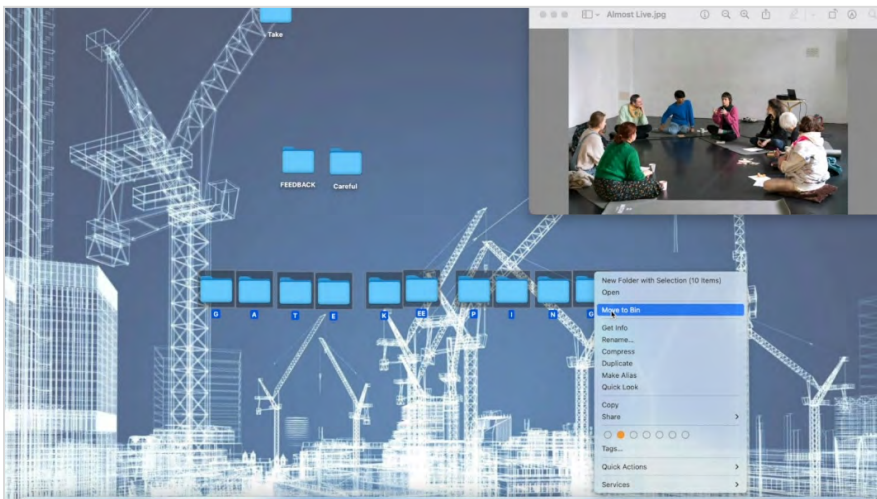 Almost Live.jpg
Take
FEEDBACK
Careful
G A T E K EE P I N G
New Folder with Selection (10 Items)
Open
Move to Bin
Get Info
Rename...
Compress
Duplicate
Make Alias
Quick Look
Copy
Share
Tags...
Quick Actions
Services